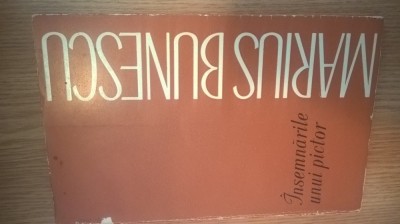 MARIUS BUNESCU
Însemnările
unui pictor